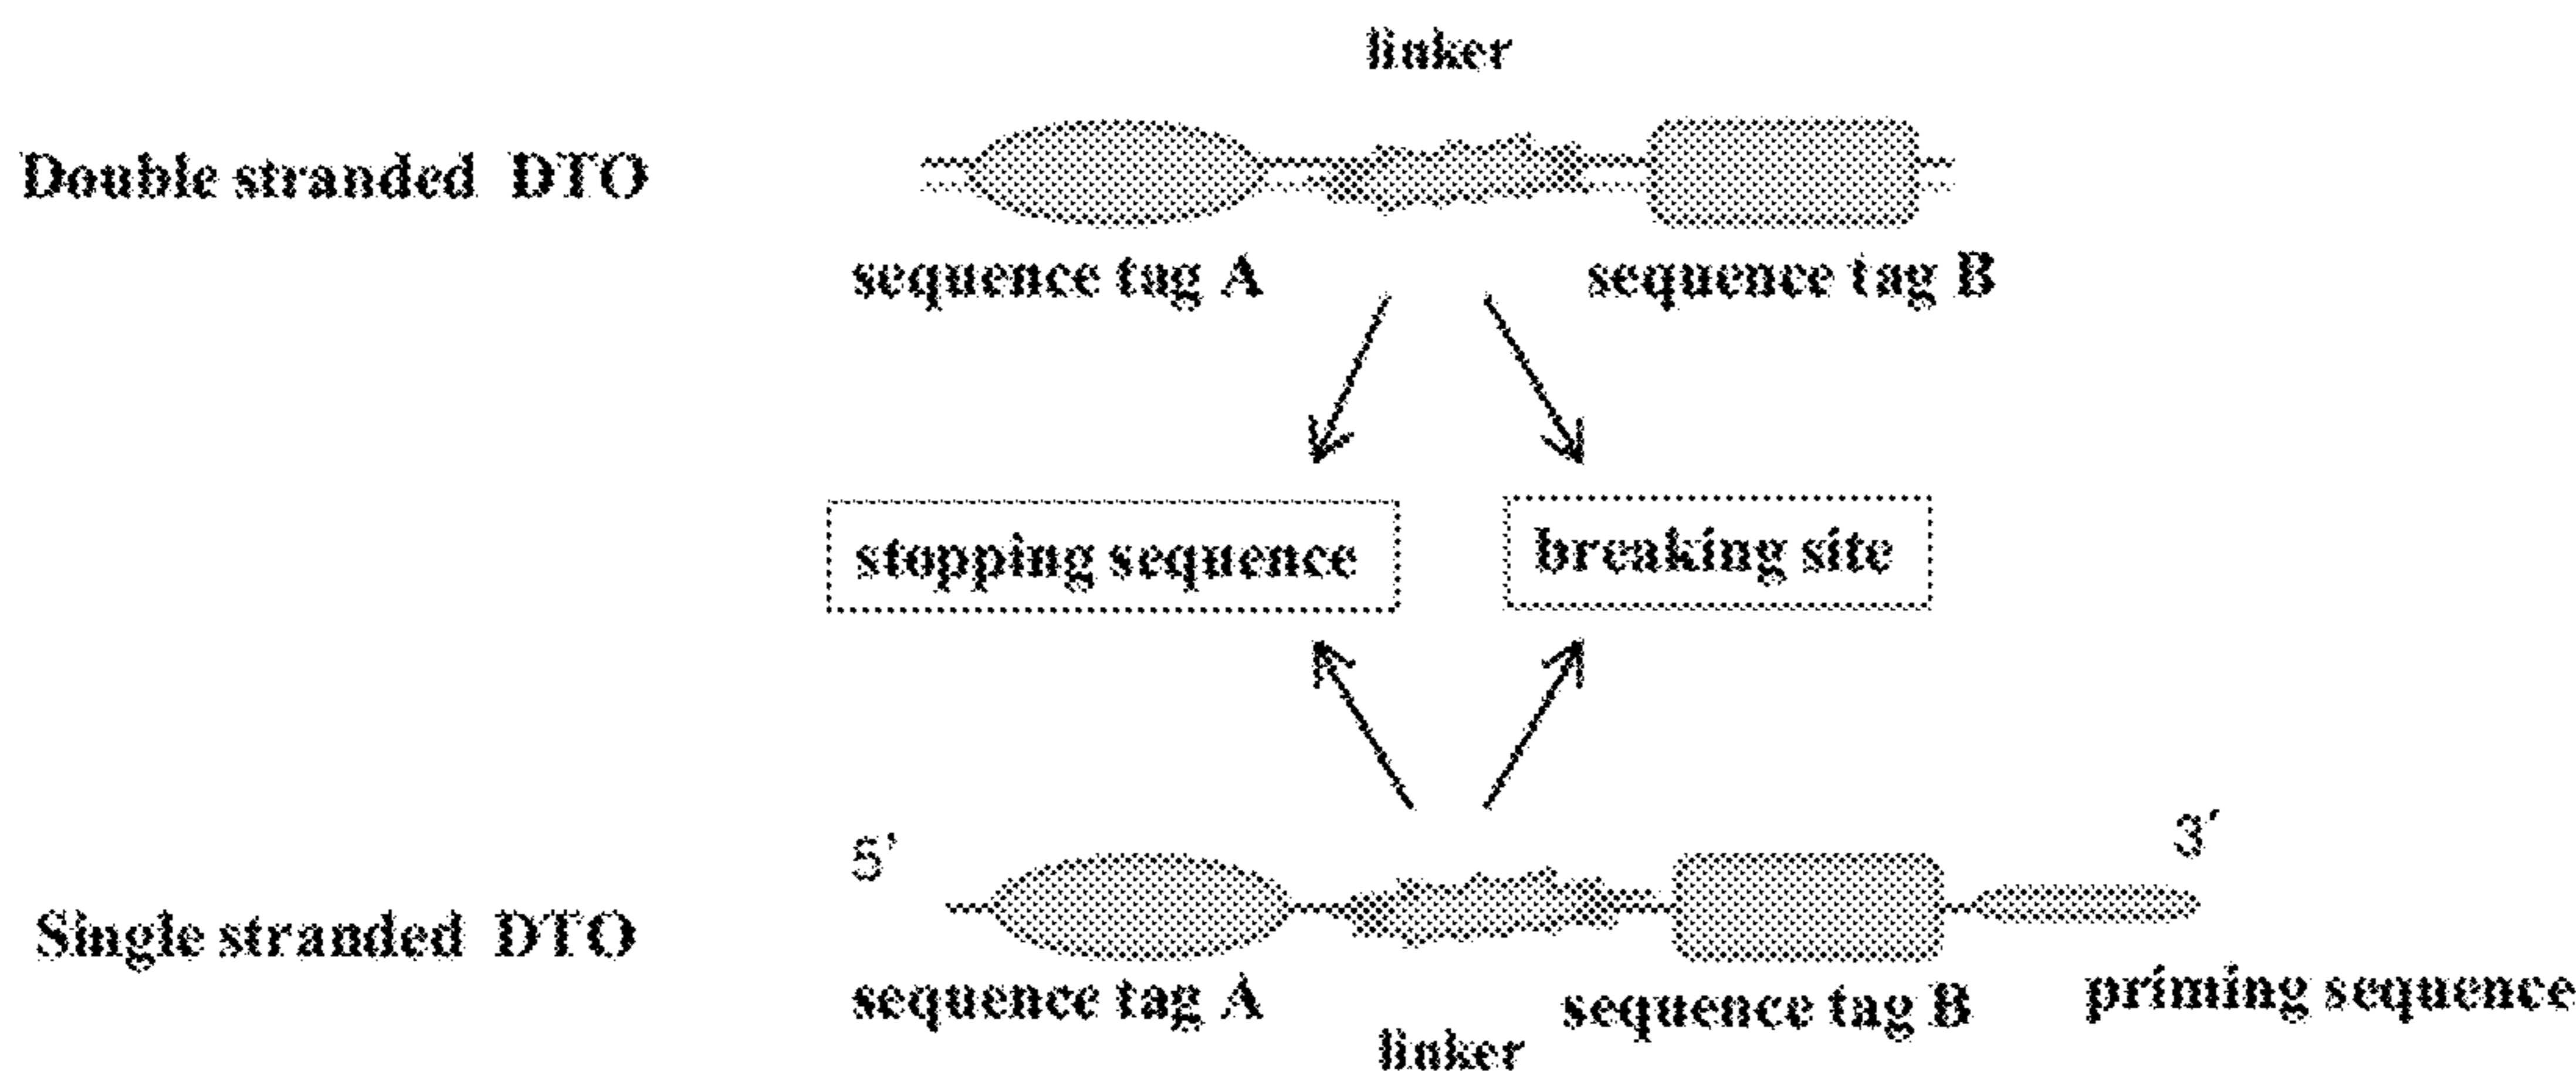 linker
Double stranded DTO
sequence tag A
sequence tag B
stopping sequence
breaking site
5’
3′
Single stranded DTO
sequence tag A
sequence tag B
priming sequence
linker